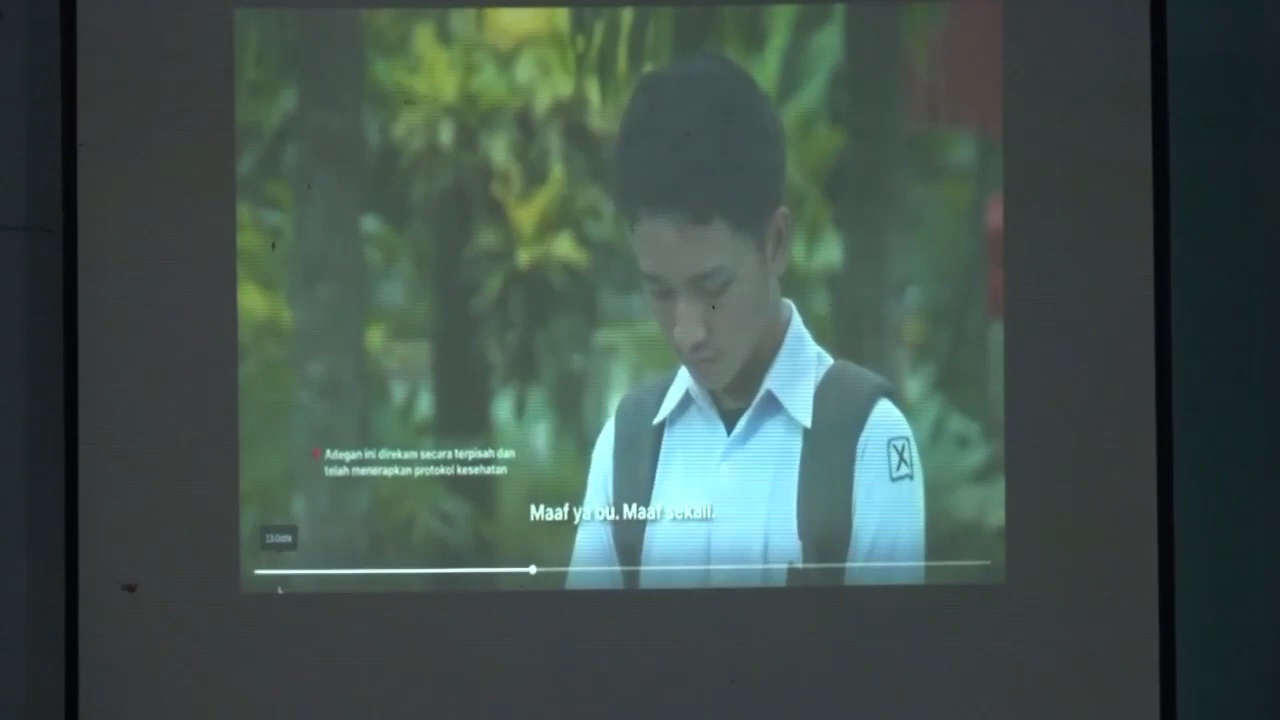 Adegan ini direkam secara terpisah dan
telah menerapkan protokol kesehatan
Maaf ya bu. Maaf sekali.
X